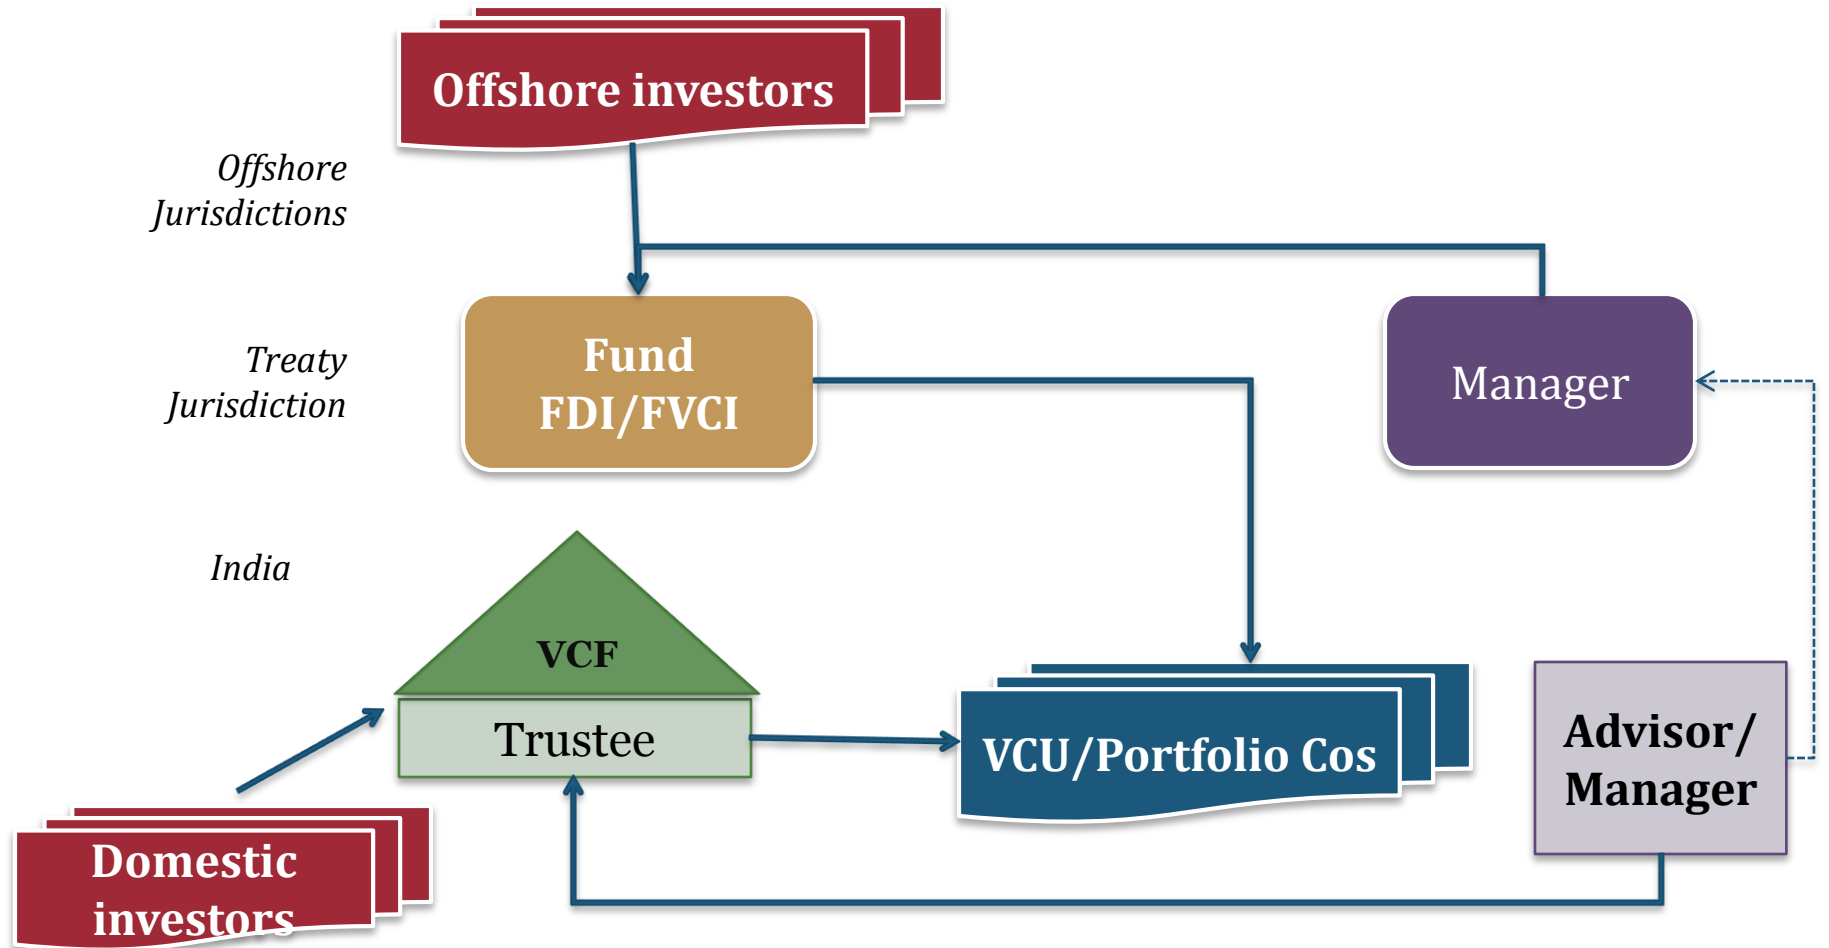 Offshore investors
Offshore
Jurisdictions
Treaty
Jurisdiction
Fund
FDI/FVCI
Manager
India
VCF
Trustee
VCU/Portfolio Cos
Advisor/
Manager
Domestic
investors